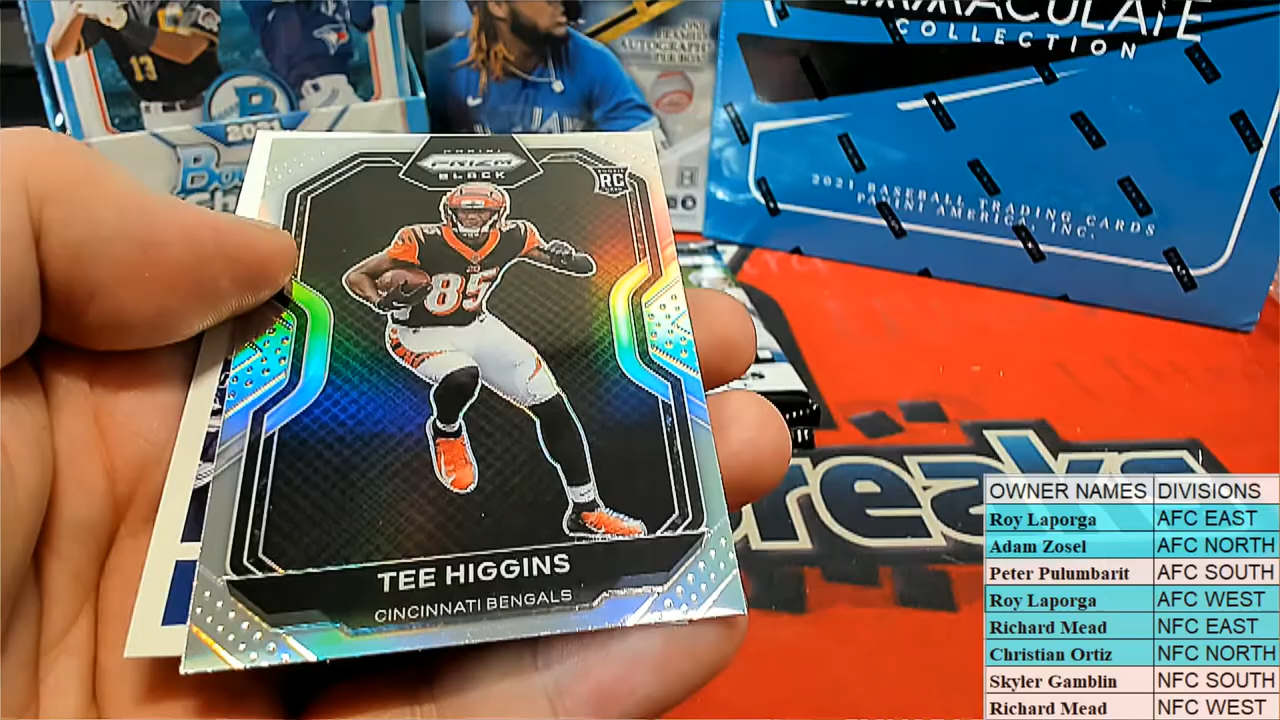 IMMACULATE
COLLECTION
2021 BASEBALL TRADING CARDS
PANINI AMERICA, INC.
13
B
2021
ONE
AUTOGRAPH
PER BOX
PANINI
PRIZM
BLACK
RC
85
TEE HIGGINS
CINCINNATI BENGALS
reaks
OWNER NAMES DIVISIONS
Roy Laporga AFC EAST
Adam Zosel AFC NORTH
Peter Pulumbarit AFC SOUTH
Roy Laporga AFC WEST
Richard Mead NFC EAST
Christian Ortiz NFC NORTH
Skyler Gamblin NFC SOUTH
Richard Mead NFC WEST